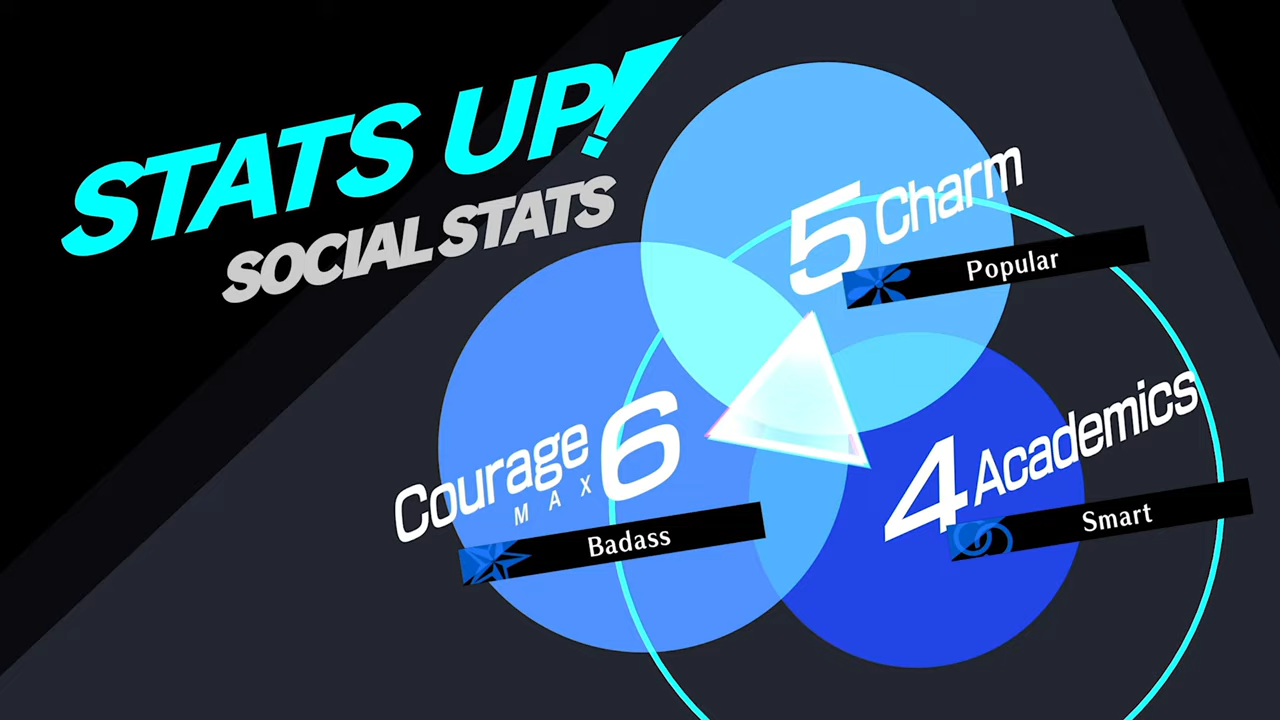 STATS UP!
SOCIAL STATS
5 Charm
Popular
Courage 6
MAX
Badass
4 Academics
Smart